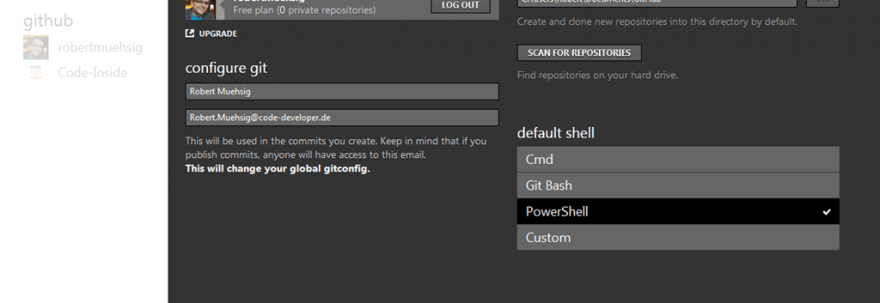 github
robertmuehsig
Code-Inside
Free plan (0 private repositories)
LOG OUT
UPGRADE
configure git
Robert Muehsig
Robert.Muehsig@code-developer.de
This will be used in the commits you create. Keep in mind that if you
publish commits, anyone will have access to this email.
This will change your global gitconfig.
Create and clone new repositories into this directory by default.
SCAN FOR REPOSITORIES
Find repositories on your hard drive.
default shell
Cmd
Git Bash
PowerShell
Custom